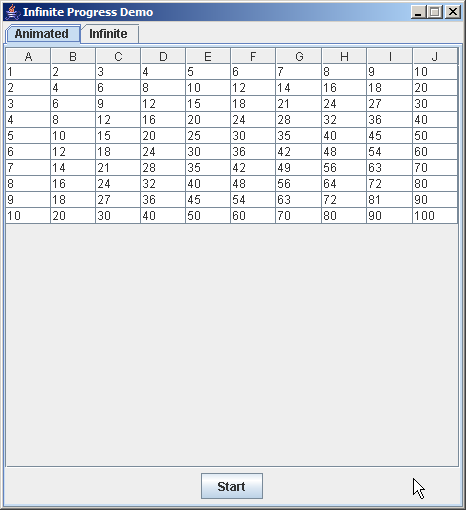 Infinite Progress Demo
Animated Infinite
A B C D E F G H I J
1 2 3 4 5 6 7 8 9 10
2 4 6 8 10 12 14 16 18 20
3 6 9 12 15 18 21 24 27 30
4 8 12 16 20 24 28 32 36 40
5 10 15 20 25 30 35 40 45 50
6 12 18 24 30 36 42 48 54 60
7 14 21 28 35 42 49 56 63 70
8 16 24 32 40 48 56 64 72 80
9 18 27 36 45 54 63 72 81 90
10 20 30 40 50 60 70 80 90 100
Start